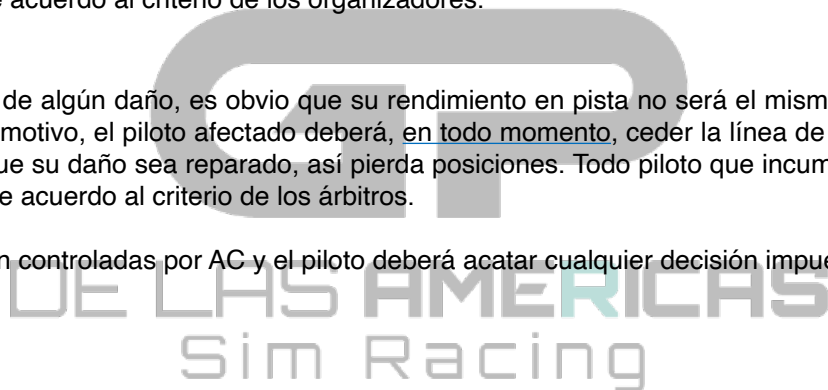 e acuerdo al criterio de los organizadores.
de algún daño, es obvio que su rendimiento en pista no será el mism
motivo, el piloto afectado deberá, en todo momento, ceder la línea de
ue su daño sea reparado, así pierda posiciones. Todo piloto que incum
e acuerdo al criterio de los árbitros.
n controladas por AC y el piloto deberá acatar cualquier decisión impue
GP
DE LAS AMERICAS
Sim Racing